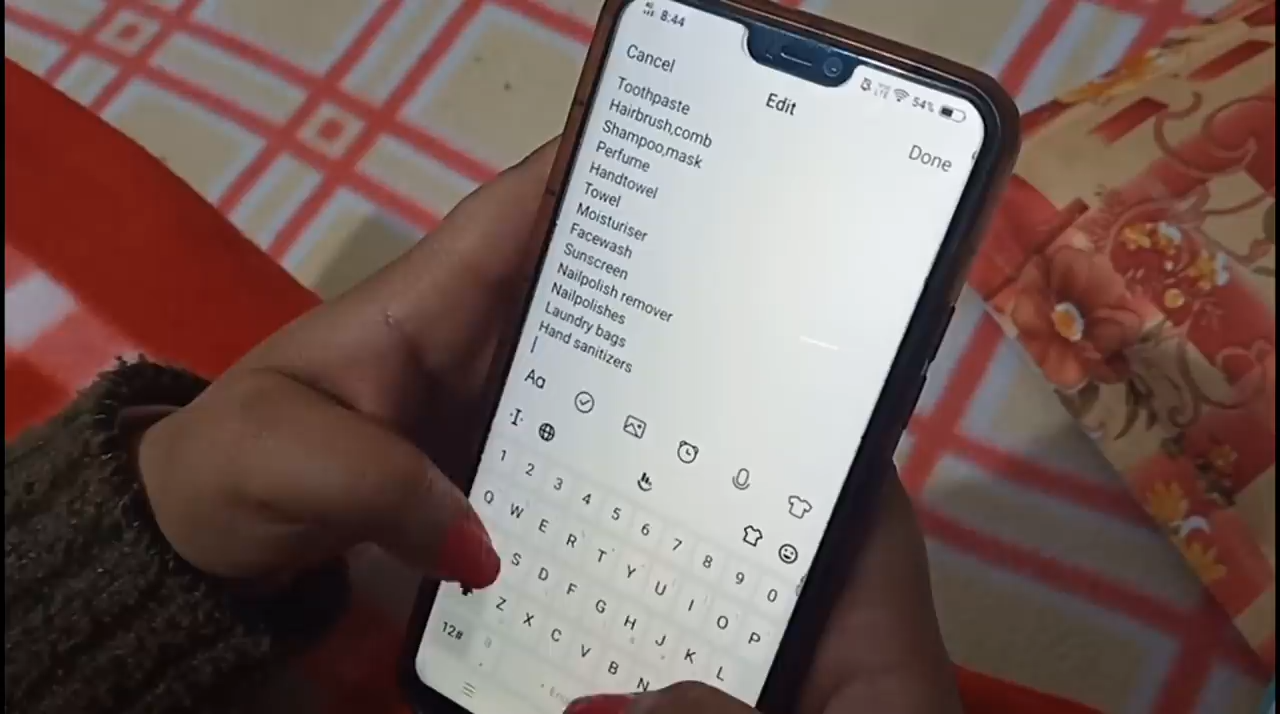 8:44
54%
Cancel
Edit
Done
Toothpaste
Hairbrush,comb
Shampoo,mask
Perfume
Handtowel
Towel
Moisturiser
Facewash
Sunscreen
Nailpolish remover
Nailpolishes
Laundry bags
Hand sanitizers
Aa
1 2 3 4 5 6 7 8 9 0
Q W E R T Y U I O P
S D F G H J K L
Z X C V B N
12#